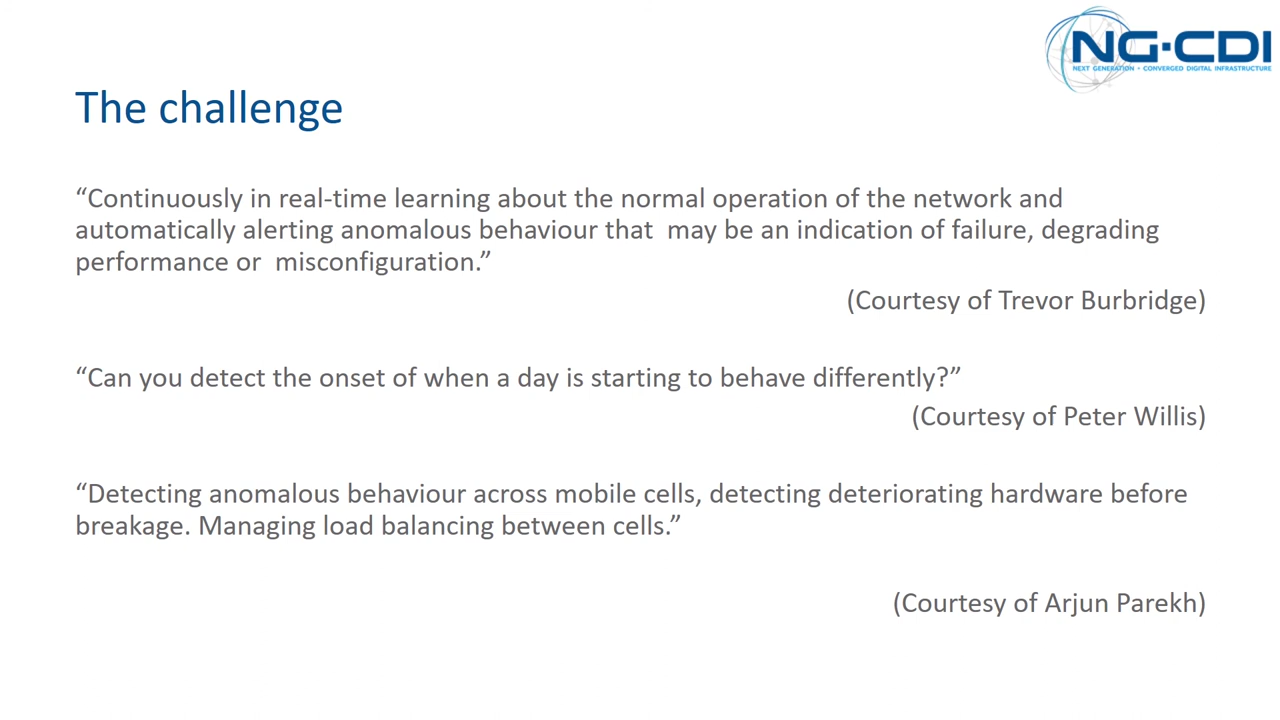 NG·CDI
NEXT GENERATION • CONVERGED DIGITAL INFRASTRUCTURE
The challenge
“Continuously in real-time learning about the normal operation of the network and
automatically alerting anomalous behaviour that  may be an indication of failure, degrading
performance or  misconfiguration.”
(Courtesy of Trevor Burbridge)
“Can you detect the onset of when a day is starting to behave differently?”
(Courtesy of Peter Willis)
“Detecting anomalous behaviour across mobile cells, detecting deteriorating hardware before
breakage. Managing load balancing between cells.”
(Courtesy of Arjun Parekh)